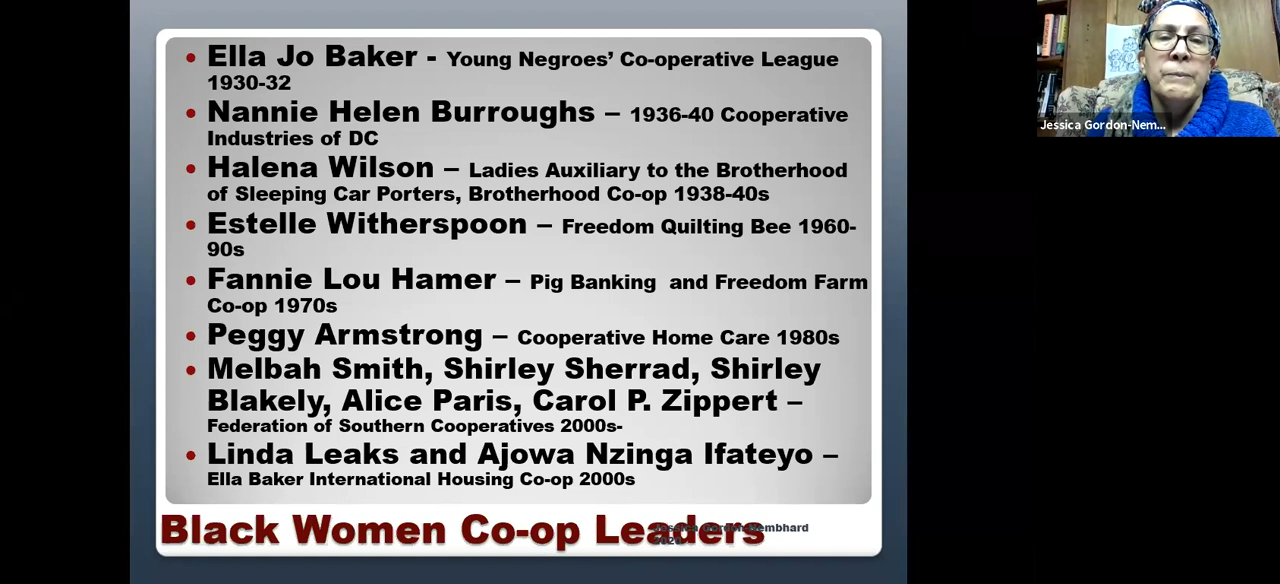 • Ella Jo Baker - Young Negroes’ Co-operative League
1930-32
• Nannie Helen Burroughs – 1936-40 Cooperative
Industries of DC
• Halena Wilson – Ladies Auxiliary to the Brotherhood
of Sleeping Car Porters, Brotherhood Co-op 1938-40s
• Estelle Witherspoon – Freedom Quilting Bee 1960-
90s
• Fannie Lou Hamer – Pig Banking and Freedom Farm
Co-op 1970s
• Peggy Armstrong – Cooperative Home Care 1980s
• Melbah Smith, Shirley Sherrad, Shirley
Blakely, Alice Paris, Carol P. Zippert –
Federation of Southern Cooperatives 2000s-
• Linda Leaks and Ajowa Nzinga Ifateyo –
Ella Baker International Housing Co-op 2000s
Black Women Co-op Leaders
Jessica Gordon Nembhard
Jessica Gordon-Nem...